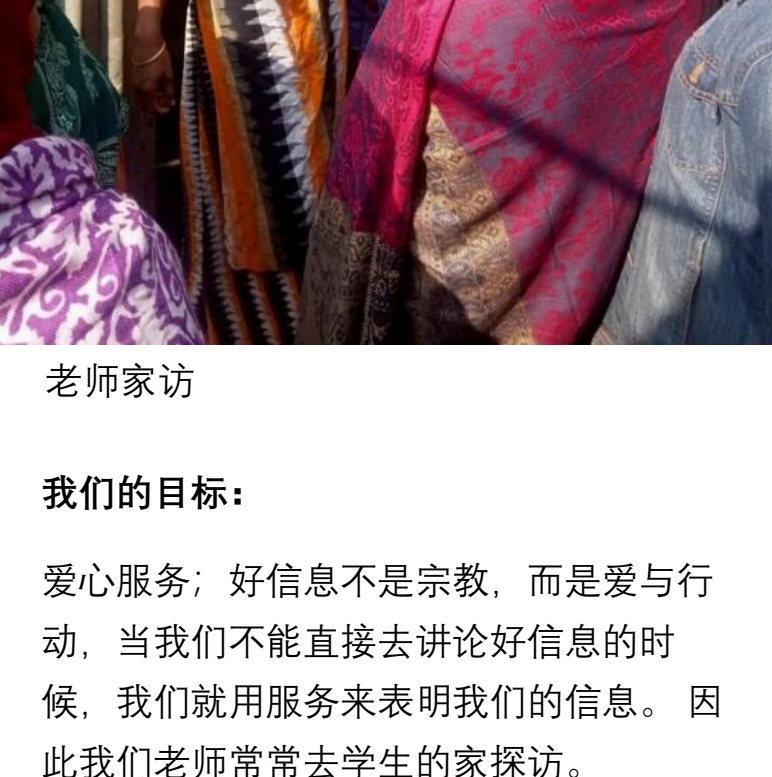 老师家访
我们的目标：
爱心服务；好信息不是宗教，而是爱与行
动，当我们不能直接去讲论好信息的时
候，我们就用服务来表明我们的信息。 因
此我们老师常常去学生的家探访。